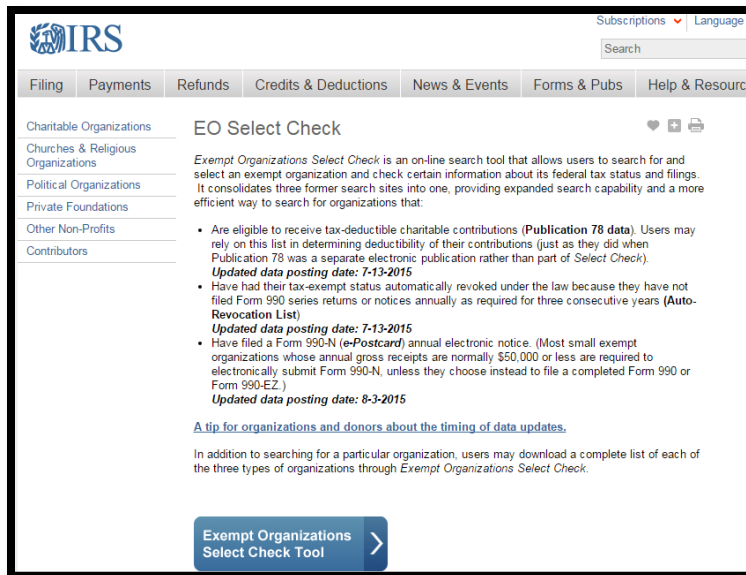 Subscriptions Language
IRS
Search
Filing Payments Refunds Credits & Deductions News & Events Forms & Pubs Help & Resourc
Charitable Organizations
Churches & Religious
Organizations
Political Organizations
Private Foundations
Other Non-Profits
Contributors
EO Select Check
Exempt Organizations Select Check is an on-line search tool that allows users to search for and
select an exempt organization and check certain information about its federal tax status and filings.
It consolidates three former search sites into one, providing expanded search capability and a more
efficient way to search for organizations that:
• Are eligible to receive tax-deductible charitable contributions (Publication 78 data). Users may
rely on this list in determining deductibility of their contributions (just as they did when
Publication 78 was a separate electronic publication rather than part of Select Check).
Updated data posting date: 7-13-2015
• Have had their tax-exempt status automatically revoked under the law because they have not
filed Form 990 series returns or notices annually as required for three consecutive years (Auto-
Revocation List)
Updated data posting date: 7-13-2015
• Have filed a Form 990-N (e-Postcard) annual electronic notice. (Most small exempt
organizations whose annual gross receipts are normally $50,000 or less are required to
electronically submit Form 990-N, unless they choose instead to file a completed Form 990 or
Form 990-EZ.)
Updated data posting date: 8-3-2015
A tip for organizations and donors about the timing of data updates.
In addition to searching for a particular organization, users may download a complete list of each of
the three types of organizations through Exempt Organizations Select Check.
Exempt Organizations
Select Check Tool